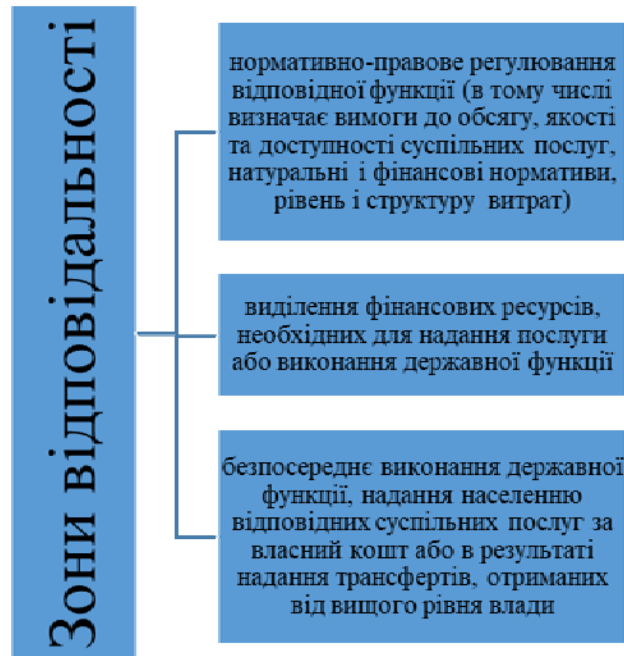 Зони відповідальності
нормативно-правове регулювання
відповідної функції (в тому числі
визначає вимоги до обсягу, якості
та доступності суспільних послуг,
натуральні і фінансові нормативи,
рівень і структуру витрат)
виділення фінансових ресурсів,
необхідних для надання послуги
або виконання державної функції
безпосереднє виконання державної
функції, надання населенню
відповідних суспільних послуг за
власний кошт або в результаті
надання трансфертів, отриманих
від вищого рівня влади